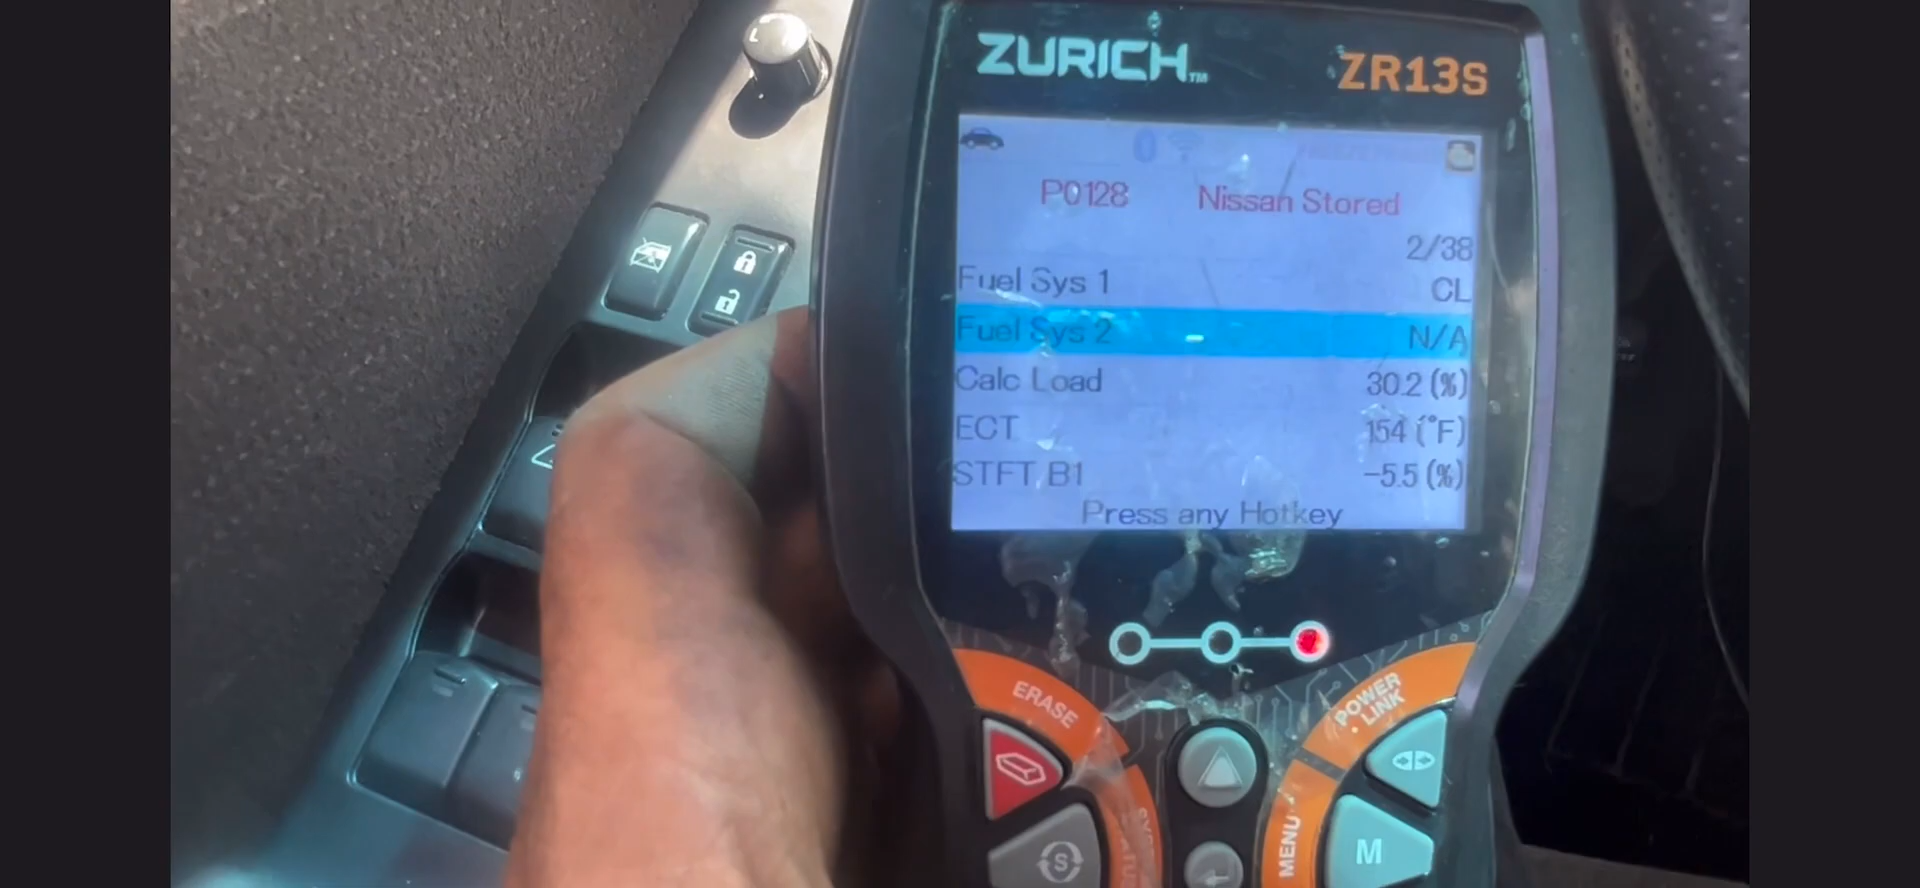 ZURICH™ ZR13S
P0128 Nissan Stored
2/38
Fuel Sys 1 CL
Fuel Sys 2 N/A
Calc Load 30.2 (%)
ECT 154 (°F)
STFT B1 -5.5 (%)
Press any Hotkey
ERASE
POWER
LINK
MENU
M
S
L